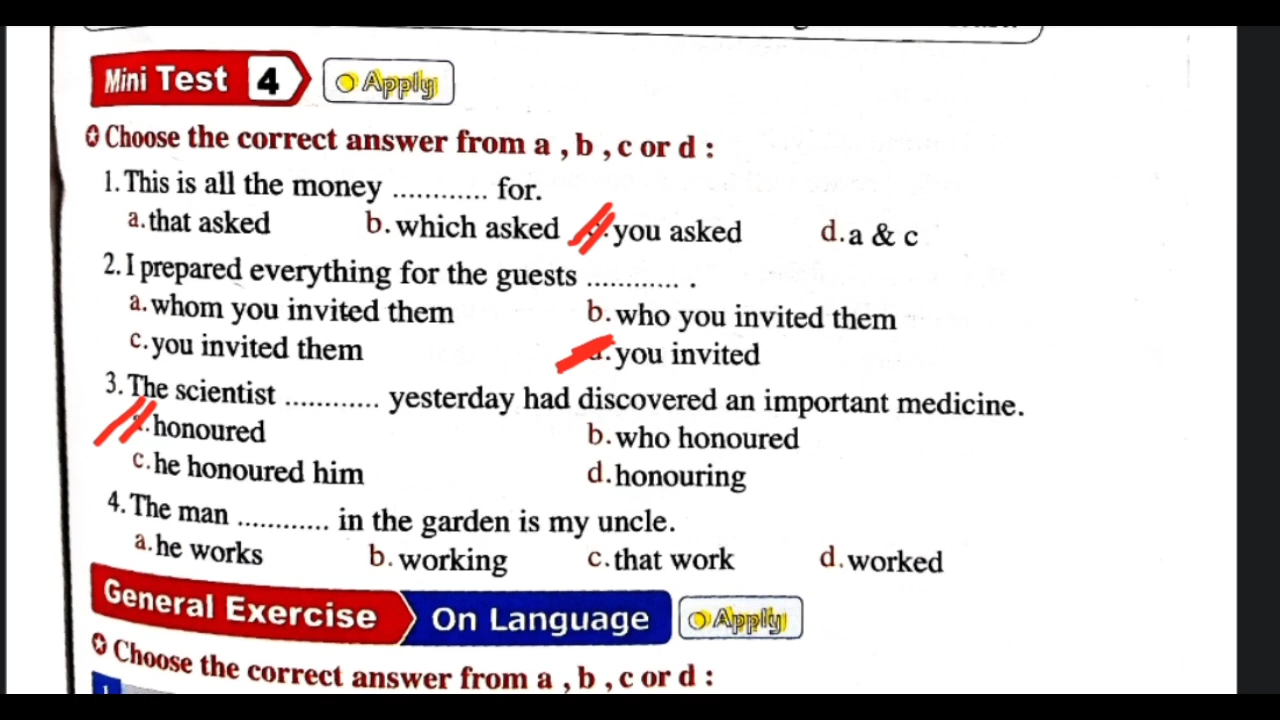 Mini Test 4 Apply
Choose the correct answer from a , b , c or d :
1. This is all the money ............ for.
a. that asked b. which asked you asked d. a & c
2. I prepared everything for the guests ............ .
a. whom you invited them b. who you invited them
c. you invited them d. you invited
3. The scientist ............ yesterday had discovered an important medicine.
honoured b. who honoured
c. he honoured him d. honouring
4. The man ............ in the garden is my uncle.
a. he works b. working c. that work d. worked
General Exercise On Language Apply
Choose the correct answer from a , b , c or d :
1